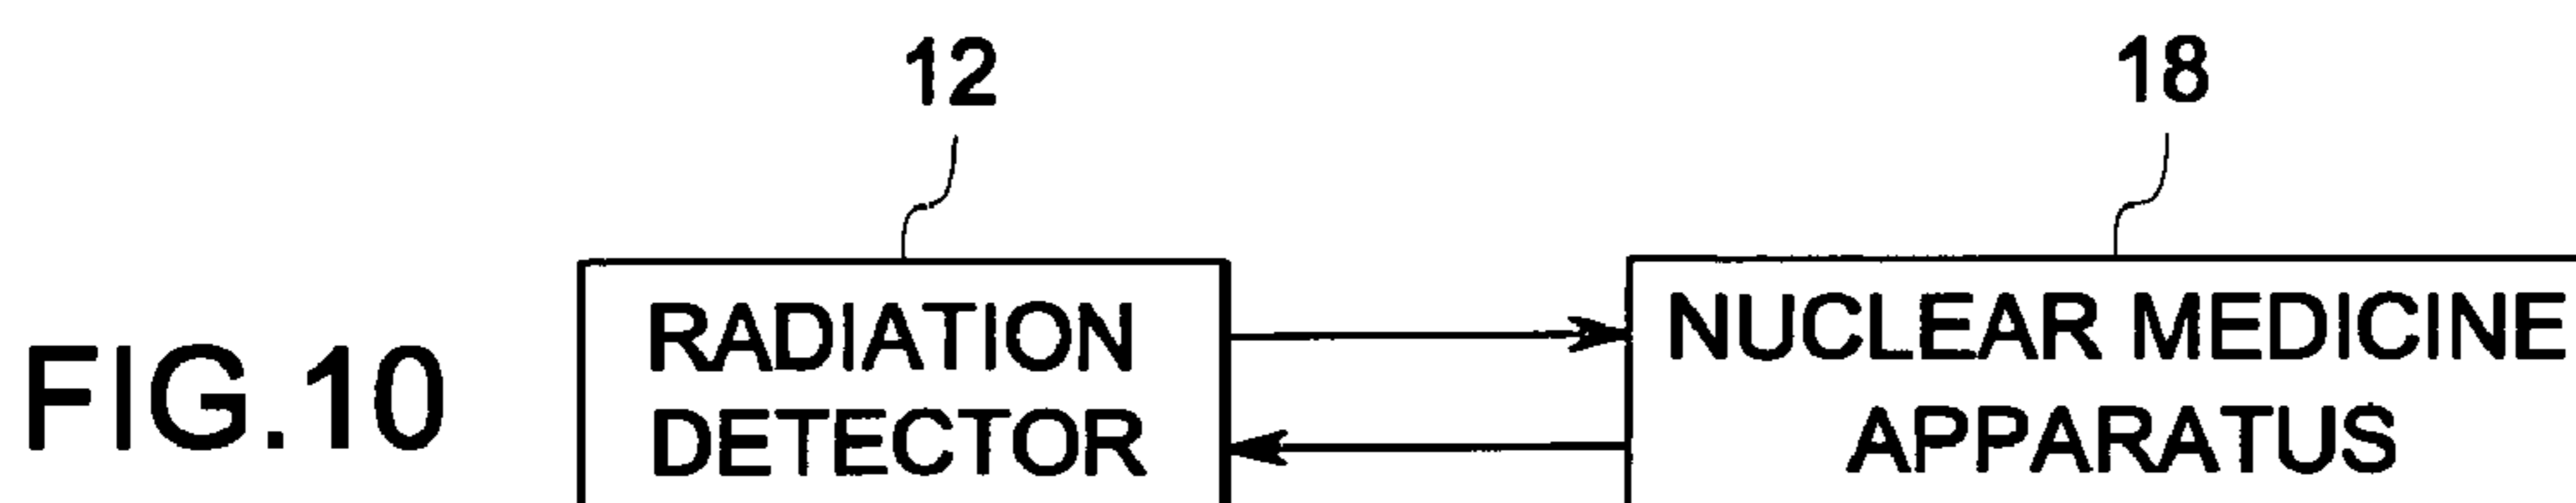 12
18
FIG.10
RADIATION
DETECTOR
NUCLEAR MEDICINE
APPARATUS